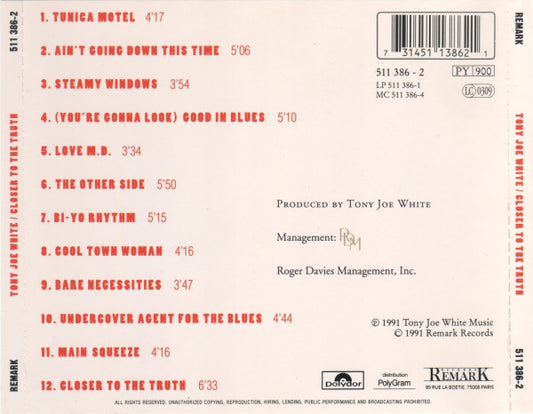 511 386-2
TONY JOE WHITE / CLOSER TO THE TRUTH
REMARK
1. TUNICA MOTEL 4'17
2. AIN'T GOING DOWN THIS TIME 5'06
3. STEAMY WINDOWS 3'54
4. (YOU'RE GONNA LOOK) GOOD IN BLUES 5'10
5. LOVE M.D. 3'34
6. THE OTHER SIDE 5'50
7. BI-YO RHYTHM 5'15
8. COOL TOWN WOMAN 4'16
9. BARE NECESSITIES 3'47
10. UNDERCOVER AGENT FOR THE BLUES 4'44
11. MAIN SQUEEZE 4'16
12. CLOSER TO THE TRUTH 6'33
7 31451 13862 1
511 386 - 2 PY 900
LP 511 386-1
MC 511 386-4
LC 0309
PRODUCED BY TONY JOE WHITE
Management: RDM
Roger Davies Management, Inc.
℗ 1991 Tony Joe White Music
© 1991 Remark Records
Polydor
distribution
PolyGram
REMARK
89 RUE LA BOETIE, 75008 PARIS
ALL RIGHTS RESERVED, UNAUTHORIZED COPYING, REPRODUCTION, HIRING, LENDING, PUBLIC PERFORMANCE AND BROADCASTING PROHIBITED.
REMARK
TONY JOE WHITE / CLOSER TO THE TRUTH
511 386-2